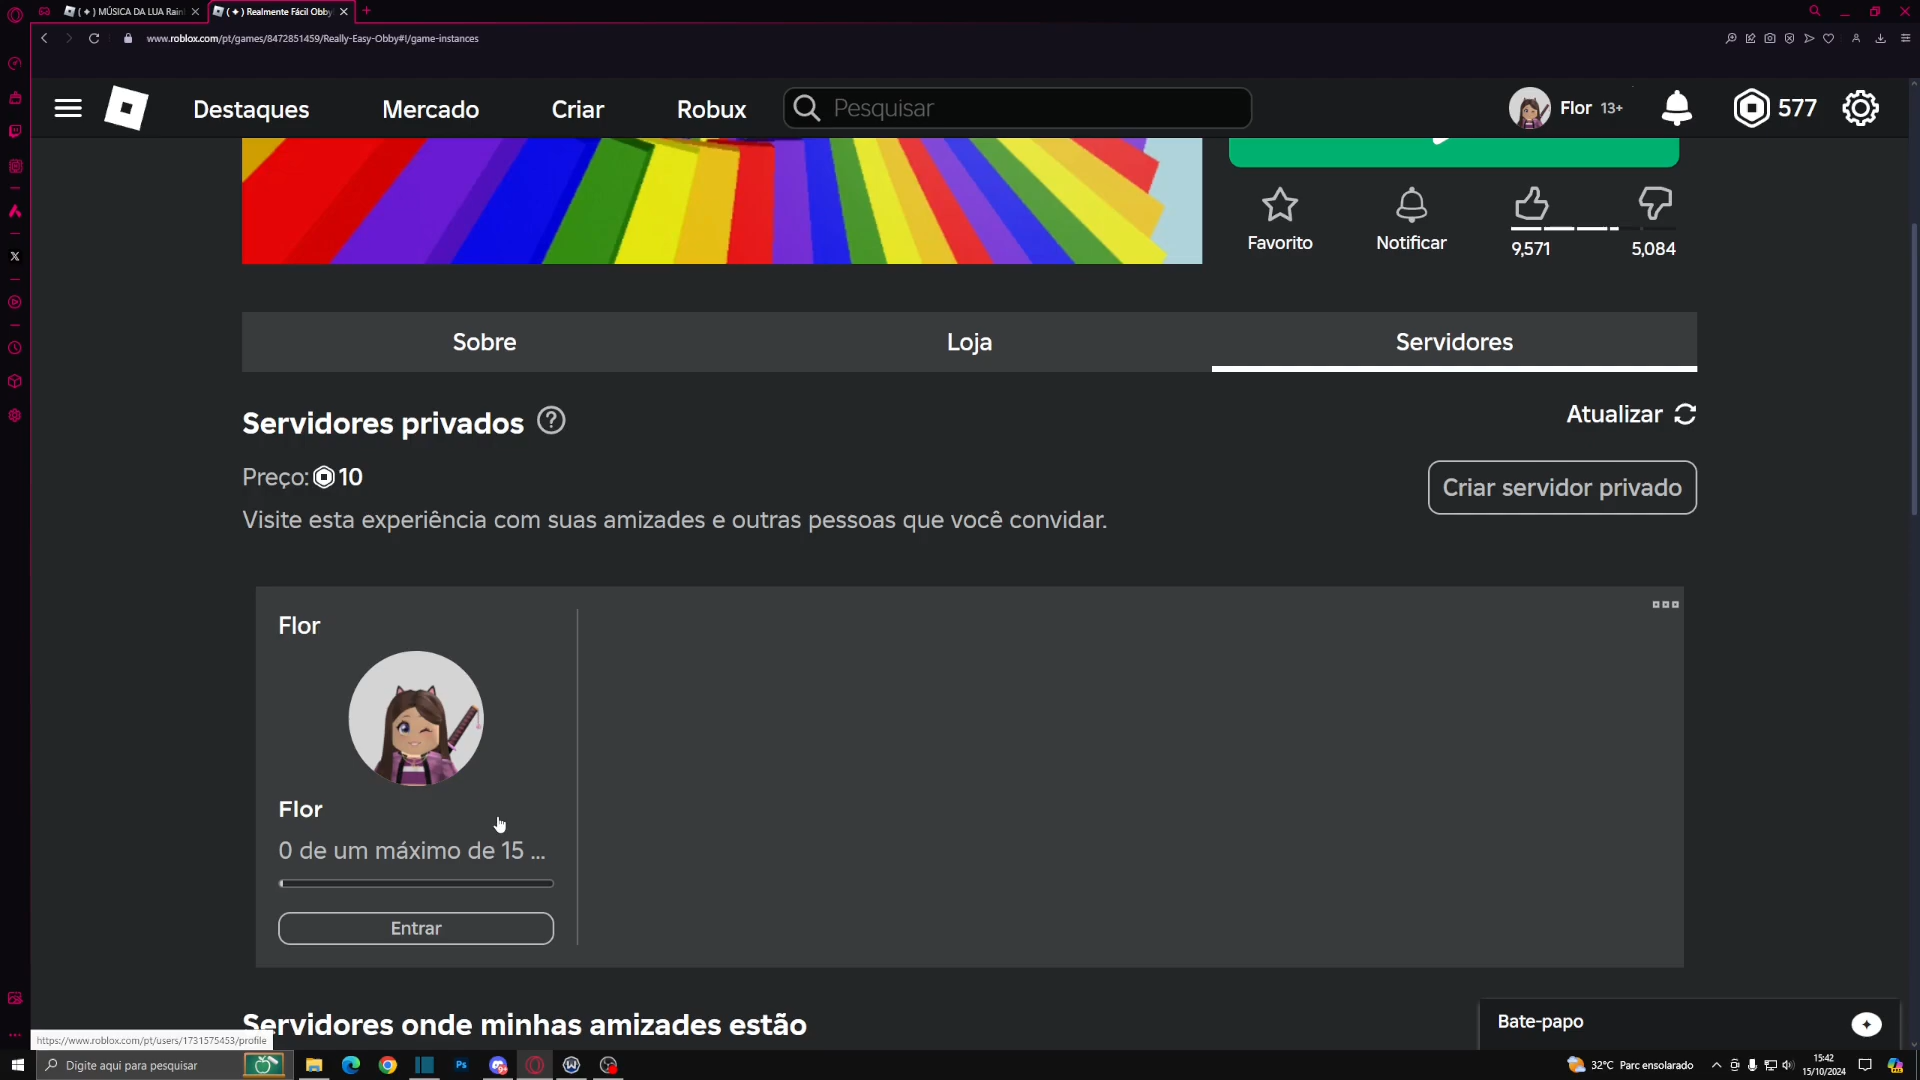 ( ✦ ) MÚSICA DA LUA Rain
( ✦ ) Realmente Fácil Obby
www.roblox.com/pt/games/8472851459/Really-Easy-Obby#!/game-instances
Destaques
Mercado
Criar
Robux
Pesquisar
Flor 13+
577
Favorito
Notificar
9,571
5,084
Sobre
Loja
Servidores
Servidores privados
Atualizar
Preço: 10
Criar servidor privado
Visite esta experiência com suas amizades e outras pessoas que você convidar.
Flor
Flor
0 de um máximo de 15 ...
Entrar
Servidores onde minhas amizades estão
Bate-papo
https://www.roblox.com/pt/users/1731575453/profile
Digite aqui para pesquisar
Ps
9+
32°C Parc ensolarado
15:42
15/10/2024